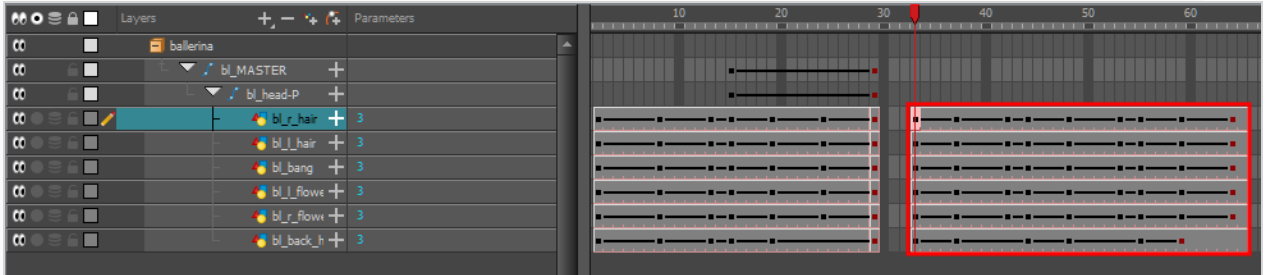 Layers Parameters 10 20 30 40 50 60
ballerina
bl_MASTER
bl_head-P
bl_r_hair 3
bl_l_hair 3
bl_bang 3
bl_l_flowe 3
bl_r_flowe 3
bl_back_h 3